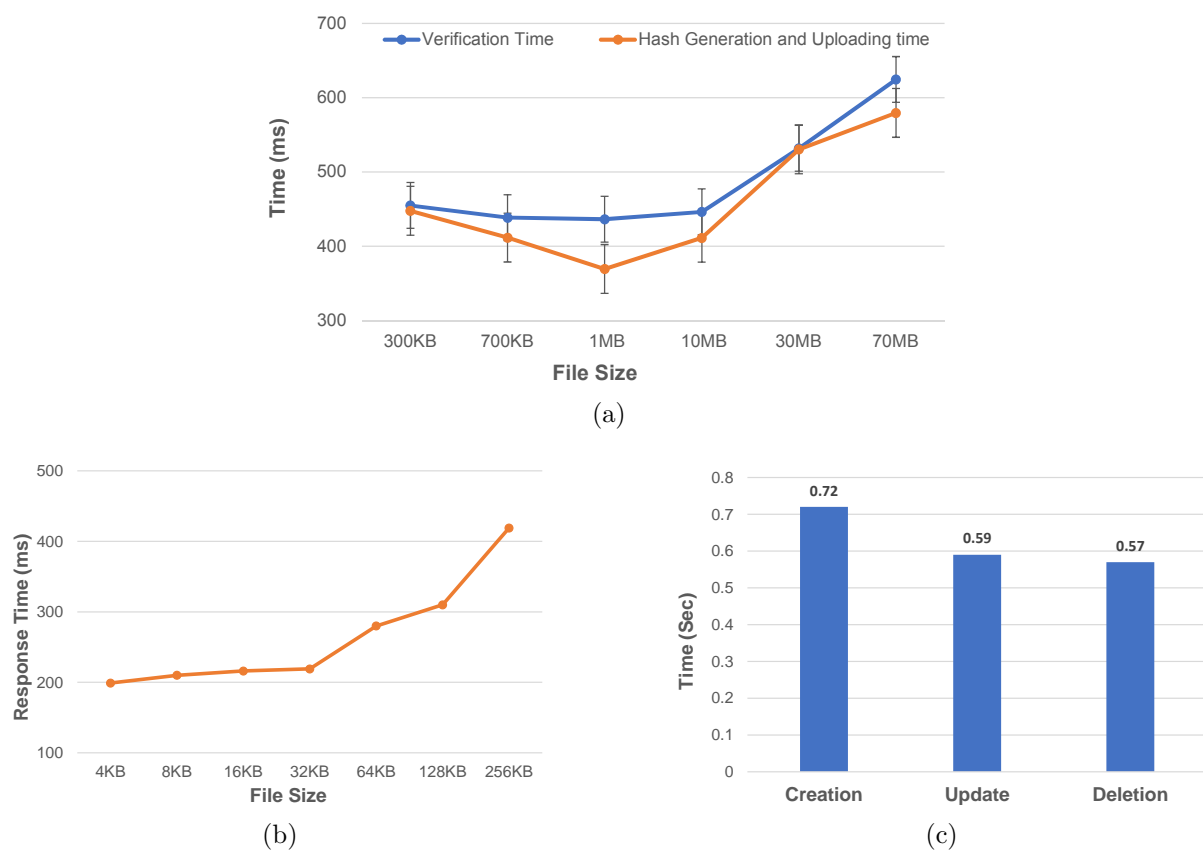 700
Verification Time
Hash Generation and Uploading time
600
500
400
300
Time (ms)
300KB 700KB 1MB 10MB 30MB 70MB
File Size
(a)
500
400
300
200
100
Response Time (ms)
4KB 8KB 16KB 32KB 64KB 128KB 256KB
File Size
(b)
0.8
0.7
0.6
0.5
0.4
0.3
0.2
0.1
0
Time (Sec)
0.72
0.59
0.57
Creation Update Deletion
(c)